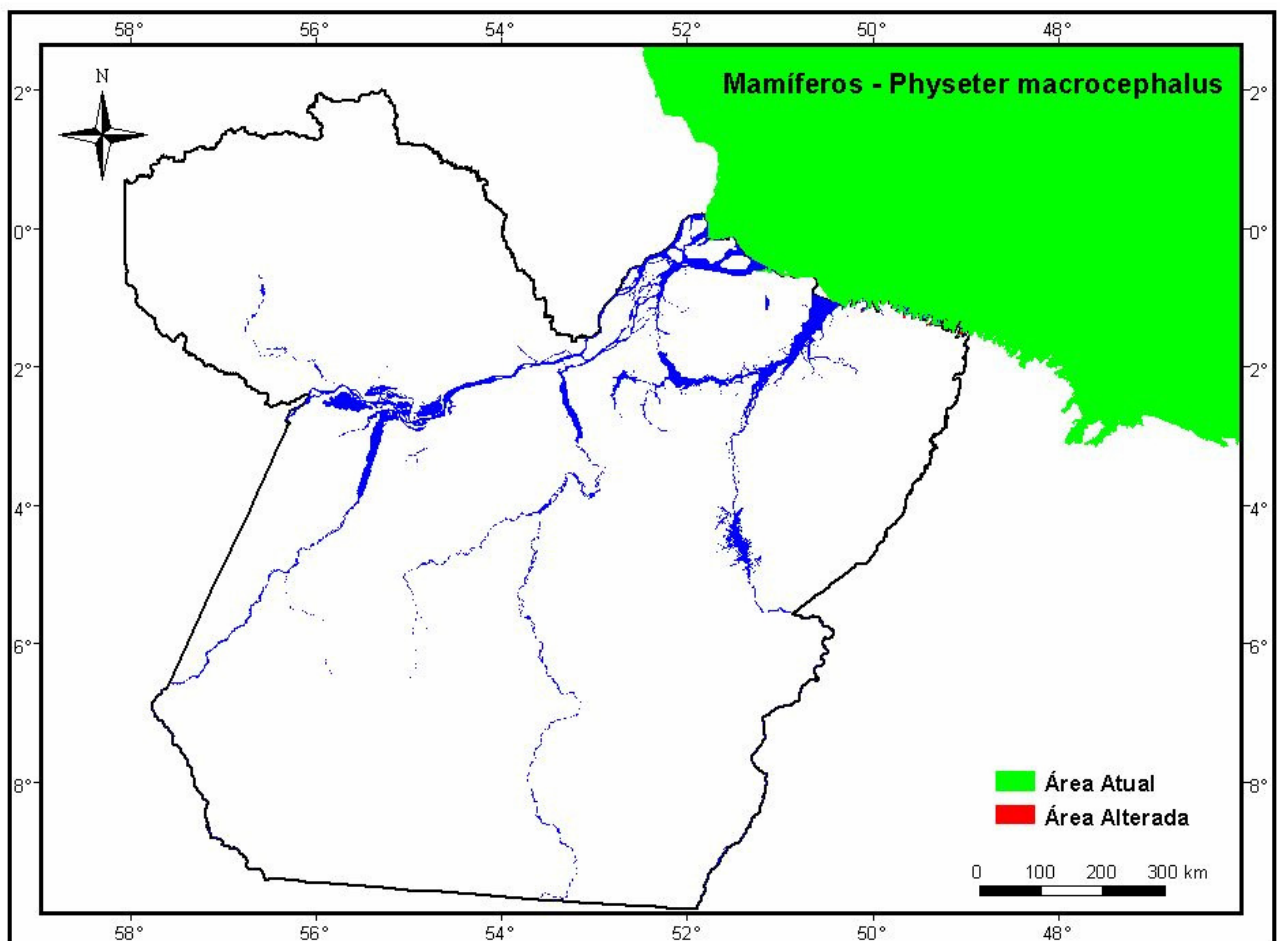 58° 56° 54° 52° 50° 48°
N
Mamíferos - Physeter macrocephalus
2° 2°
0° 0°
2° 2°
4° 4°
6° 6°
8° 8°
Área Atual
Área Alterada
0 100 200 300 km
58° 56° 54° 52° 50° 48°